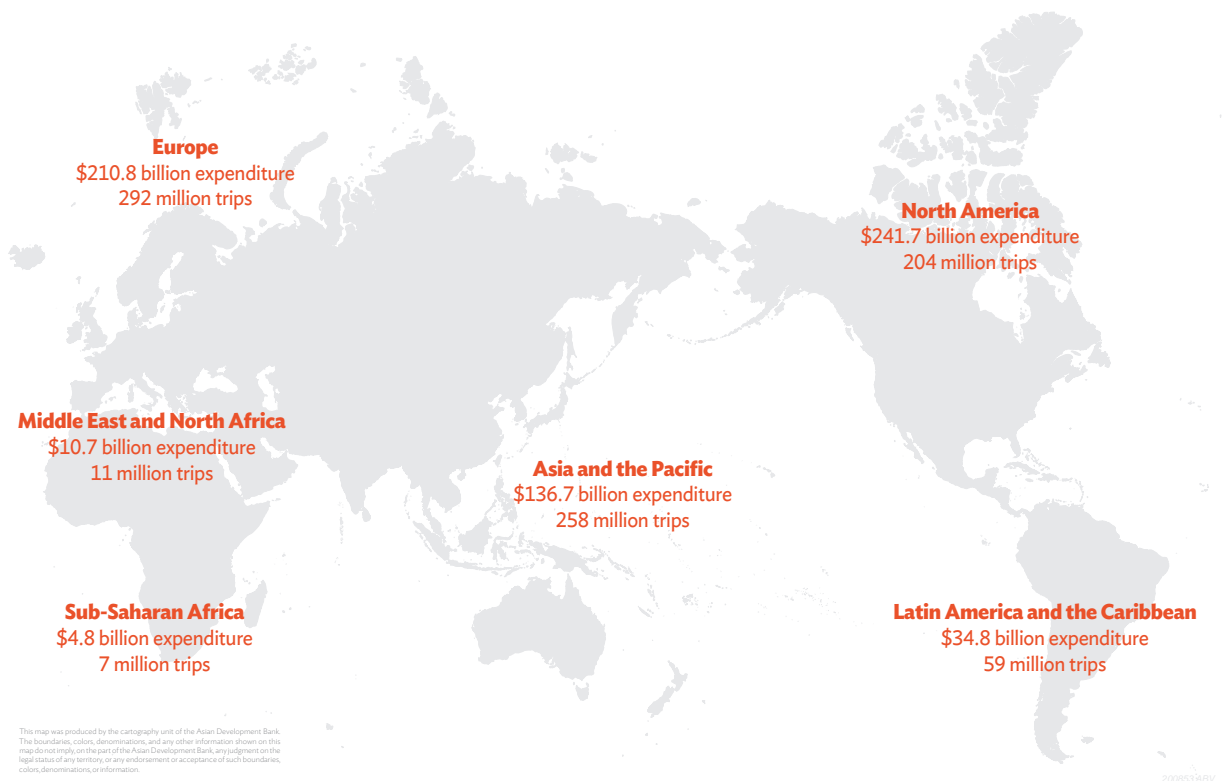 Europe
$210.8 billion expenditure
292 million trips
North America
$241.7 billion expenditure
204 million trips
Middle East and North Africa
$10.7 billion expenditure
11 million trips
Asia and the Pacific
$136.7 billion expenditure
258 million trips
Sub-Saharan Africa
$4.8 billion expenditure
7 million trips
Latin America and the Caribbean
$34.8 billion expenditure
59 million trips
This map was produced by the cartography unit of the Asian Development Bank.
The boundaries, colors, denominations, and any other information shown on this
map do not imply, on the part of the Asian Development Bank, any judgment on the
legal status of any territory, or any endorsement or acceptance of such boundaries,
colors, denominations, or information.